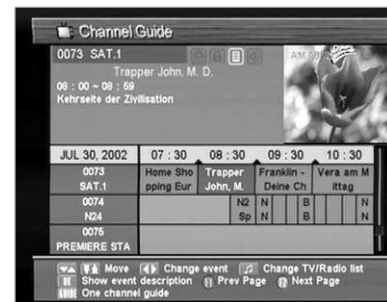 Channel Guide
0073 SAT.1
Trapper John, M. D.
08 : 00 ~ 08 : 59
Kehrseite der Zivilisation
JUL 30, 2002 07 : 30 08 : 30 09 : 30 10 : 30
0073 Home Sho Trapper Franklin - Vera am M
SAT.1 pping Eur John, M. Deine Ch ittag
0074 N2 N B N
N24 Sp N B N
0075
PREMIERE STA
Move Change event Change TV/Radio list
Show event description Prev Page Next Page
GUIDE One channel guide